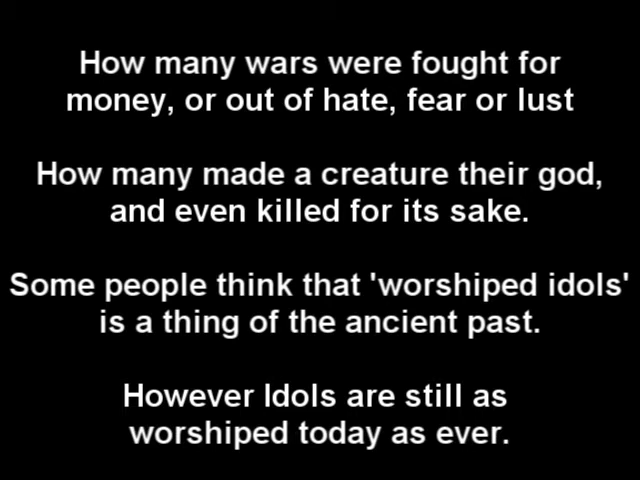 How many wars were fought for
money, or out of hate, fear or lust
How many made a creature their god,
and even killed for its sake.
Some people think that 'worshiped idols'
is a thing of the ancient past.
However Idols are still as
worshiped today as ever.